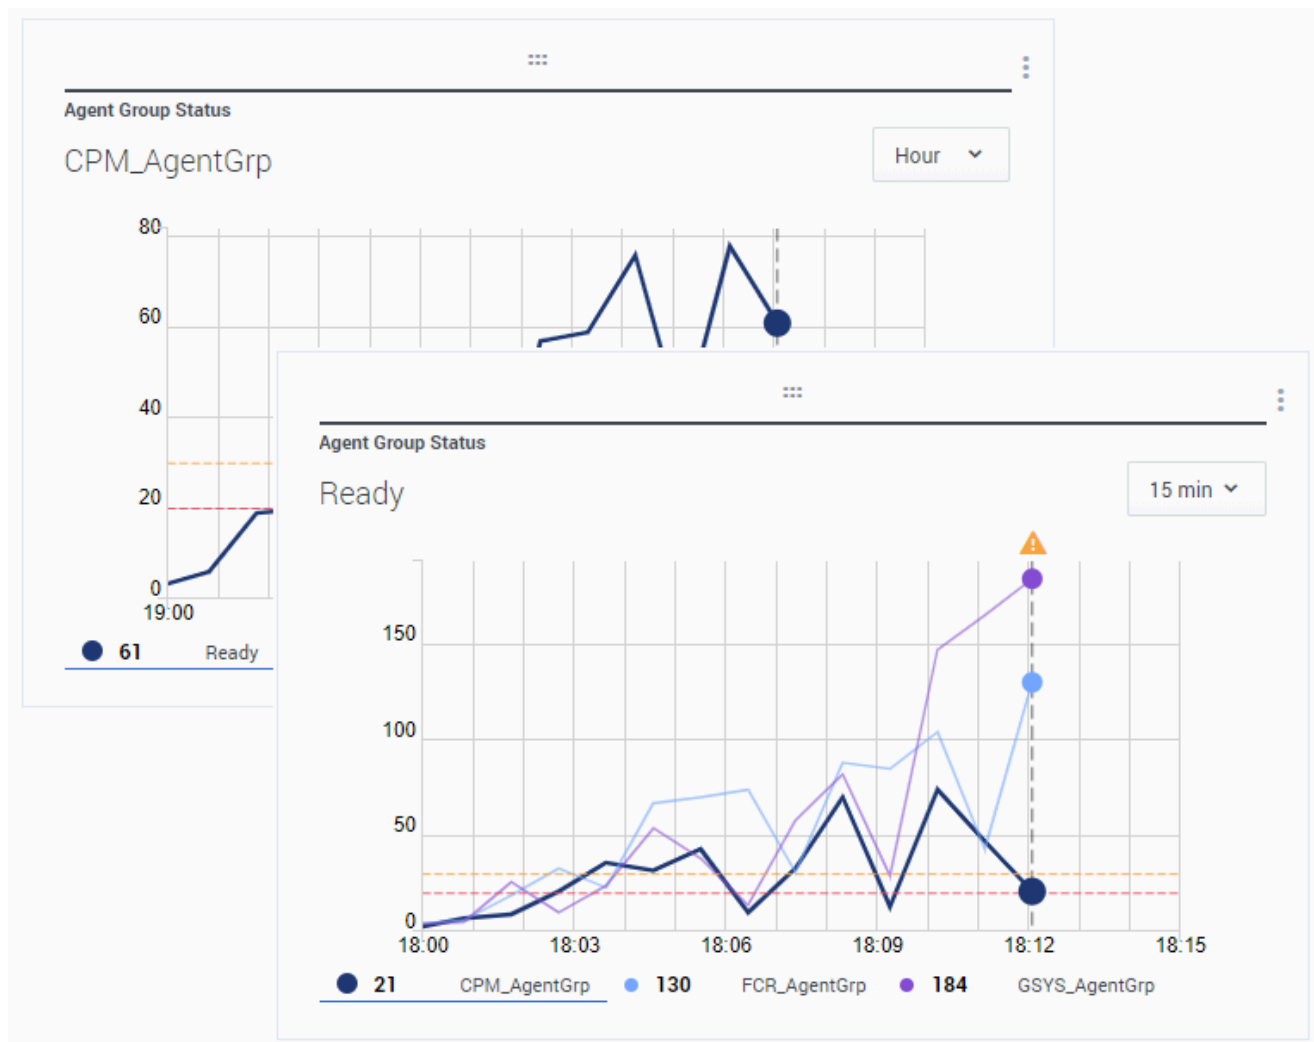 Agent Group Status
CPM_AgentGrp
Hour
80
60
40
20
0
19:00
61 Ready
Agent Group Status
Ready
15 min
150
100
50
0
18:00 18:03 18:06 18:09 18:12 18:15
21 CPM_AgentGrp 130 FCR_AgentGrp 184 GSYS_AgentGrp